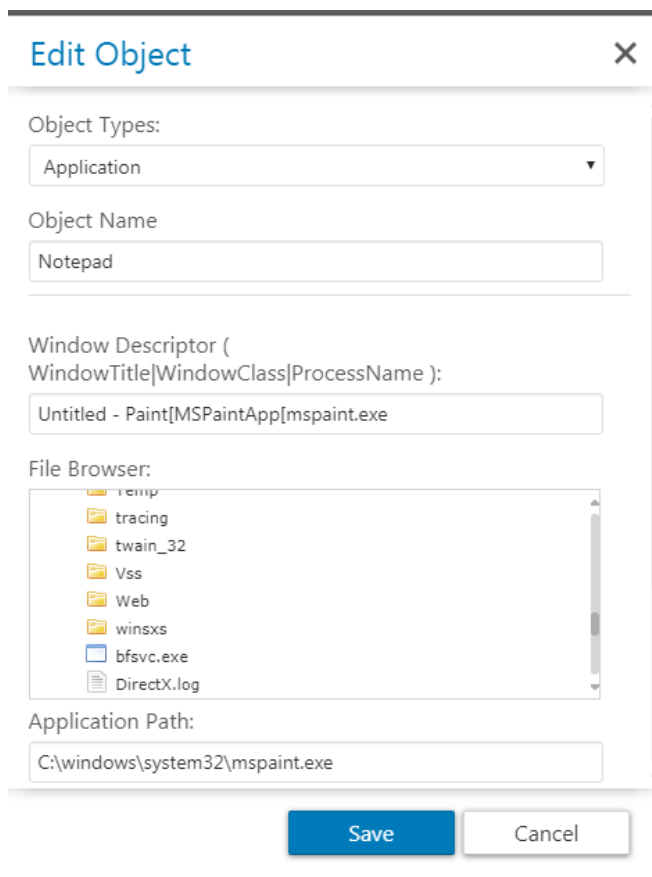 Edit Object
Object Types:
Application
Object Name
Notepad
Window Descriptor (
WindowTitle|WindowClass|ProcessName ):
Untitled - Paint[MSPaintApp[mspaint.exe
File Browser:
Temp
tracing
twain_32
Vss
Web
winsxs
bfsvc.exe
DirectX.log
Application Path:
C:\windows\system32\mspaint.exe
Save Cancel